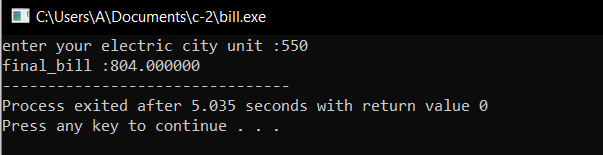 C:\Users\A\Documents\c-2\bill.exe
enter your electric city unit :550
final_bill :804.000000
--------------------------------
Process exited after 5.035 seconds with return value 0
Press any key to continue . . .